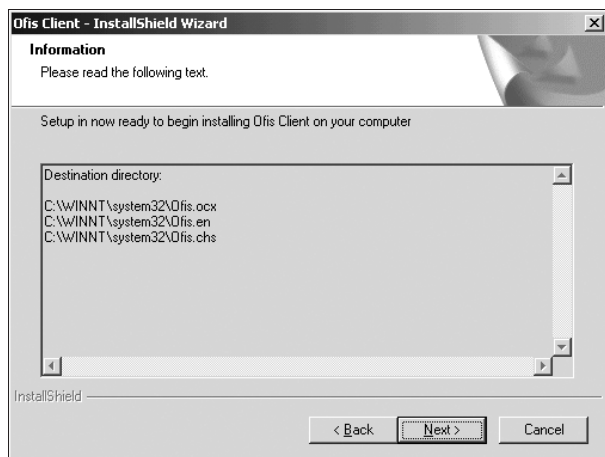 Ofis Client - InstallShield Wizard
Information
Please read the following text.
Setup in now ready to begin installing Ofis Client on your computer
Destination directory:
C:\WINNT\system32\Ofis.ocx
C:\WINNT\system32\Ofis.en
C:\WINNT\system32\Ofis.chs
InstallShield
< Back Next > Cancel